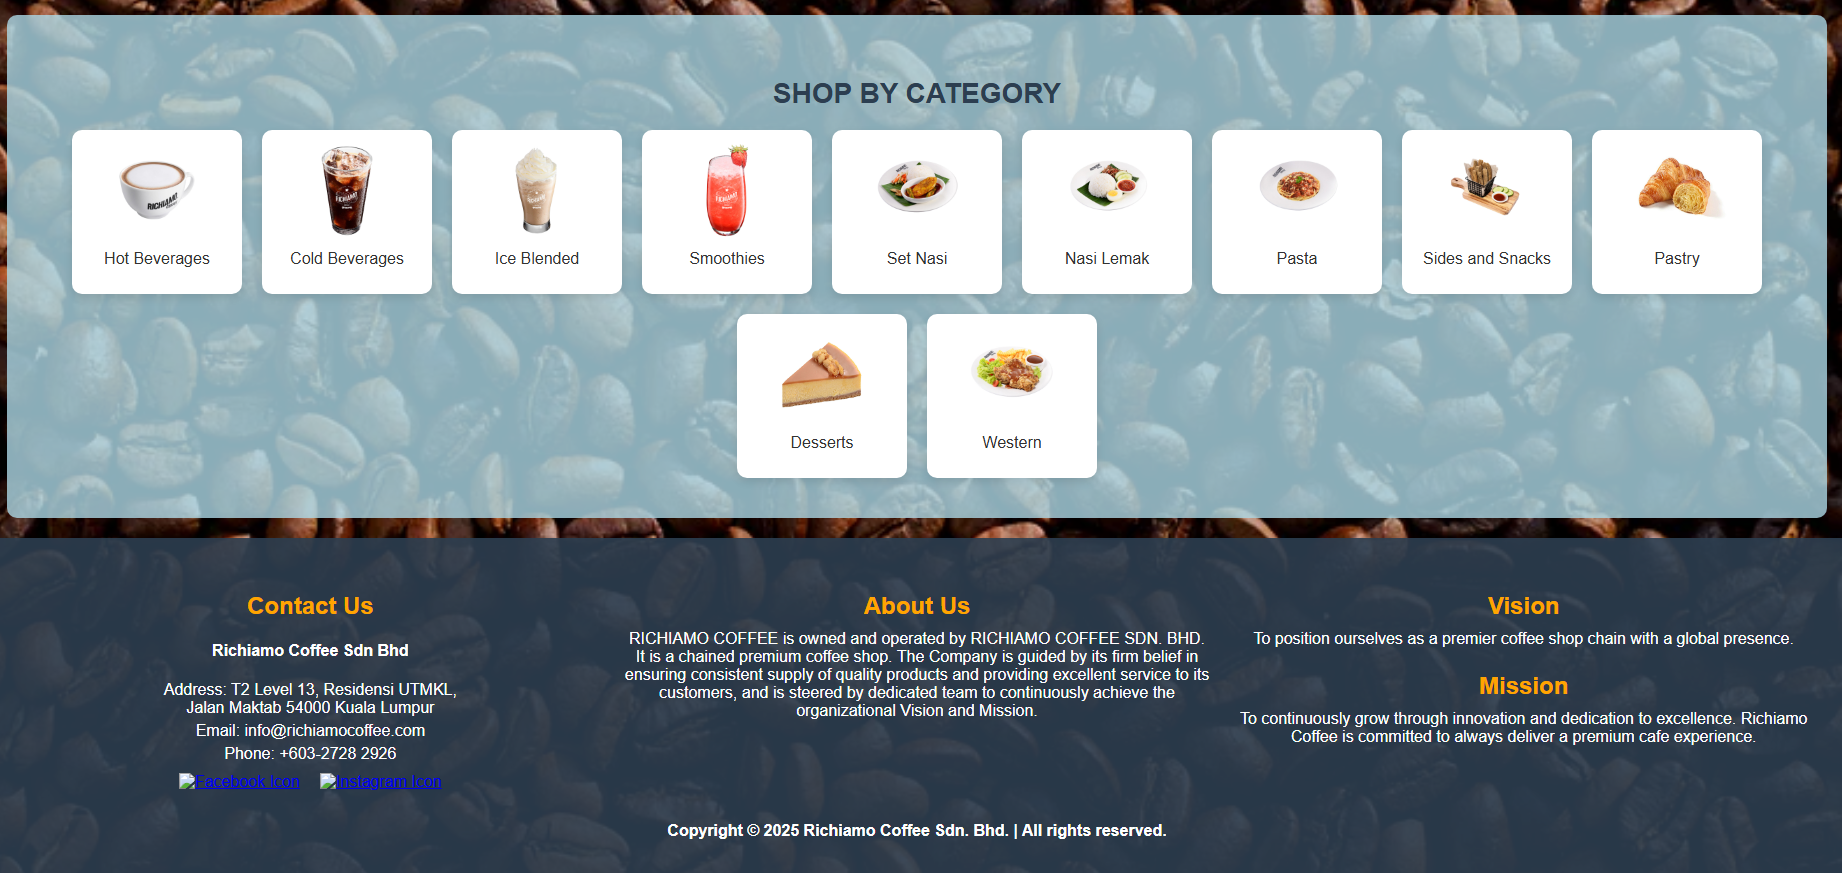 SHOP BY CATEGORY
RICHIAMO
RICHIAMO
RICHIAMO
RICHIAMO
Hot Beverages
Cold Beverages
Ice Blended
Smoothies
Set Nasi
Nasi Lemak
Pasta
Sides and Snacks
Pastry
Desserts
Western
Contact Us
Richiamo Coffee Sdn Bhd
Address: T2 Level 13, Residensi UTMKL,
Jalan Maktab 54000 Kuala Lumpur
Email: info@richiamocoffee.com
Phone: +603-2728 2926
Facebook Icon
Instagram Icon
About Us
RICHIAMO COFFEE is owned and operated by RICHIAMO COFFEE SDN. BHD.
It is a chained premium coffee shop. The Company is guided by its firm belief in
ensuring consistent supply of quality products and providing excellent service to its
customers, and is steered by dedicated team to continuously achieve the
organizational Vision and Mission.
Vision
To position ourselves as a premier coffee shop chain with a global presence.
Mission
To continuously grow through innovation and dedication to excellence. Richiamo
Coffee is committed to always deliver a premium cafe experience.
Copyright © 2025 Richiamo Coffee Sdn. Bhd. | All rights reserved.